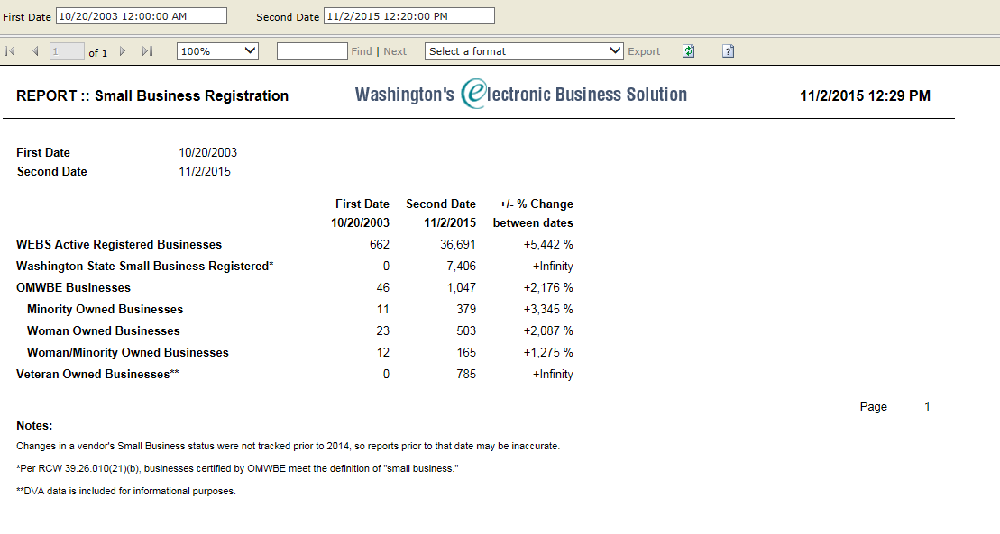 First Date 10/20/2003 12:00:00 AM Second Date 11/2/2015 12:20:00 PM
1 of 1 100% Find | Next Select a format Export ?
REPORT :: Small Business Registration Washington's electronic Business Solution 11/2/2015 12:29 PM
First Date 10/20/2003
Second Date 11/2/2015
First Date Second Date +/- % Change
10/20/2003 11/2/2015 between dates
WEBS Active Registered Businesses 662 36,691 +5,442 %
Washington State Small Business Registered* 0 7,406 +Infinity
OMWBE Businesses 46 1,047 +2,176 %
Minority Owned Businesses 11 379 +3,345 %
Woman Owned Businesses 23 503 +2,087 %
Woman/Minority Owned Businesses 12 165 +1,275 %
Veteran Owned Businesses** 0 785 +Infinity
Page 1
Notes:
Changes in a vendor's Small Business status were not tracked prior to 2014, so reports prior to that date may be inaccurate.
*Per RCW 39.26.010(21)(b), businesses certified by OMWBE meet the definition of "small business."
**DVA data is included for informational purposes.